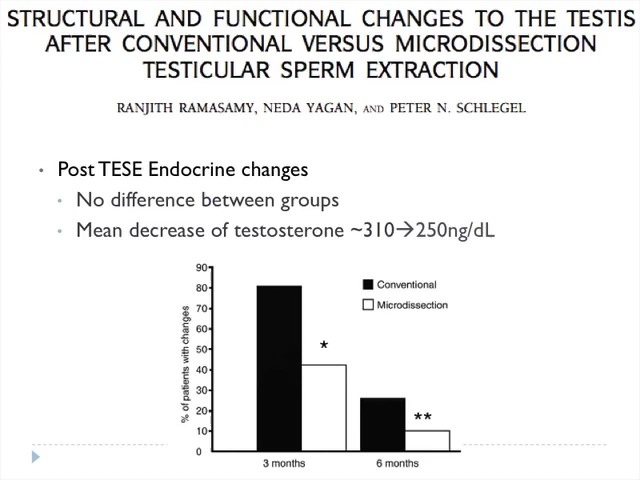 STRUCTURAL AND FUNCTIONAL CHANGES TO THE TESTIS
AFTER CONVENTIONAL VERSUS MICRODISSECTION
TESTICULAR SPERM EXTRACTION
RANJITH RAMASAMY, NEDA YAGAN, AND PETER N. SCHLEGEL
• Post TESE Endocrine changes
• No difference between groups
• Mean decrease of testosterone ~310→250ng/dL
% of patients with changes
90
80
70
60
50
40
30
20
10
0
Conventional
Microdissection
*
**
3 months
6 months